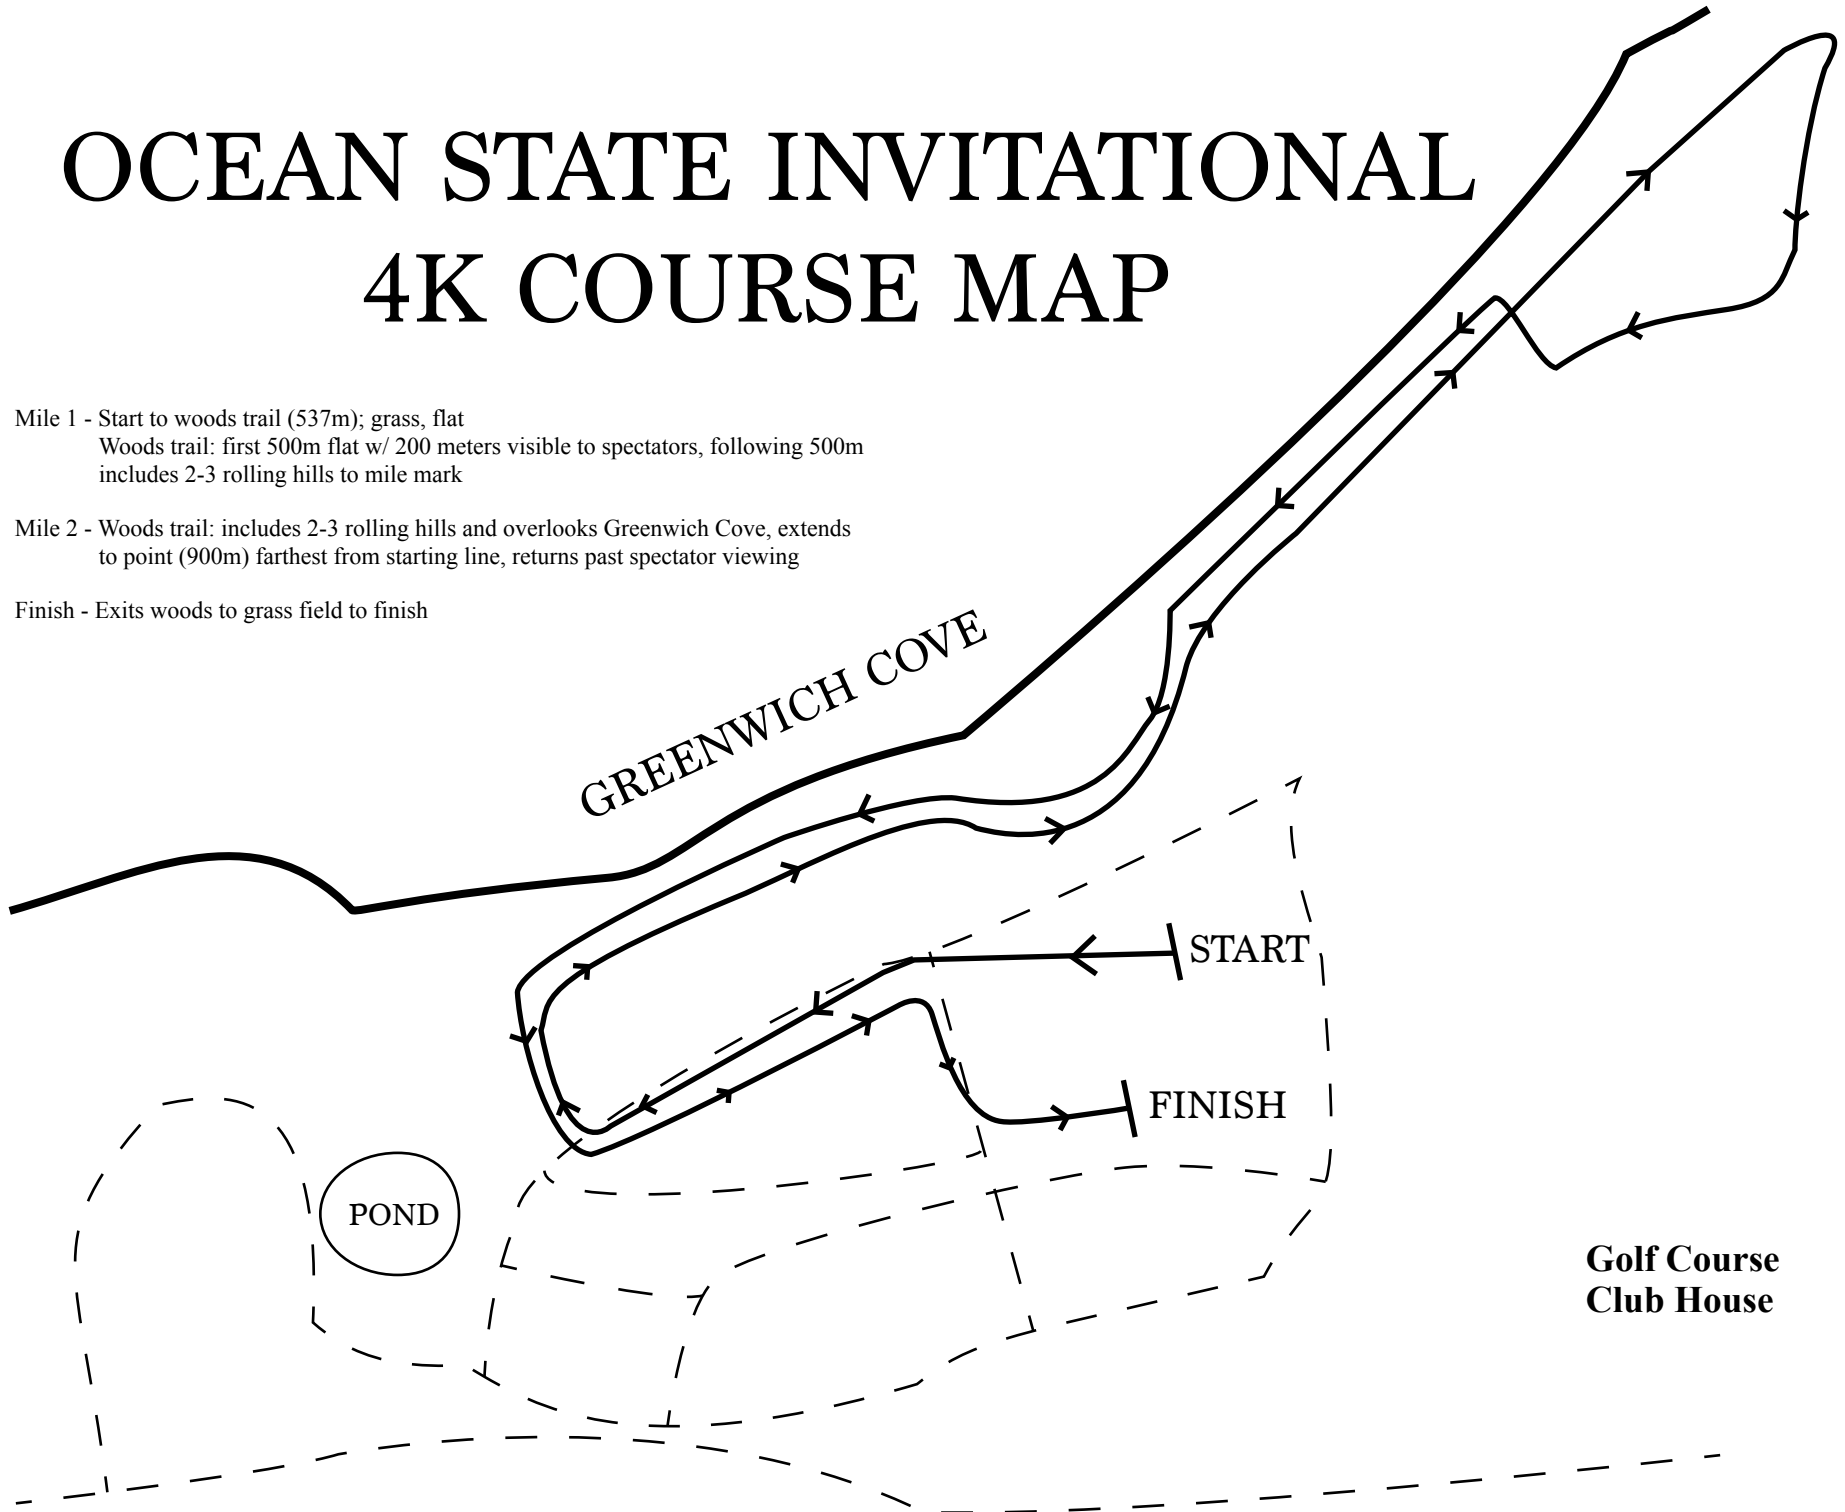 OCEAN STATE INVITATIONAL
4K COURSE MAP
Mile 1 - Start to woods trail (537m); grass, flat
Woods trail: first 500m flat w/ 200 meters visible to spectators, following 500m
includes 2-3 rolling hills to mile mark
Mile 2 - Woods trail: includes 2-3 rolling hills and overlooks Greenwich Cove, extends
to point (900m) farthest from starting line, returns past spectator viewing
Finish - Exits woods to grass field to finish
GREENWICH COVE
START
FINISH
POND
Golf Course
Club House